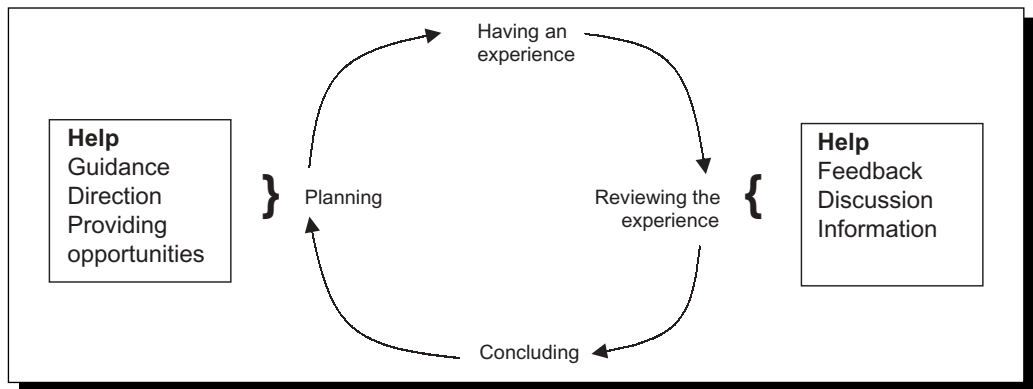 Having an
experience
Help
Guidance
Direction
Providing
opportunities
}
Planning
Reviewing the
experience
{
Help
Feedback
Discussion
Information
Concluding